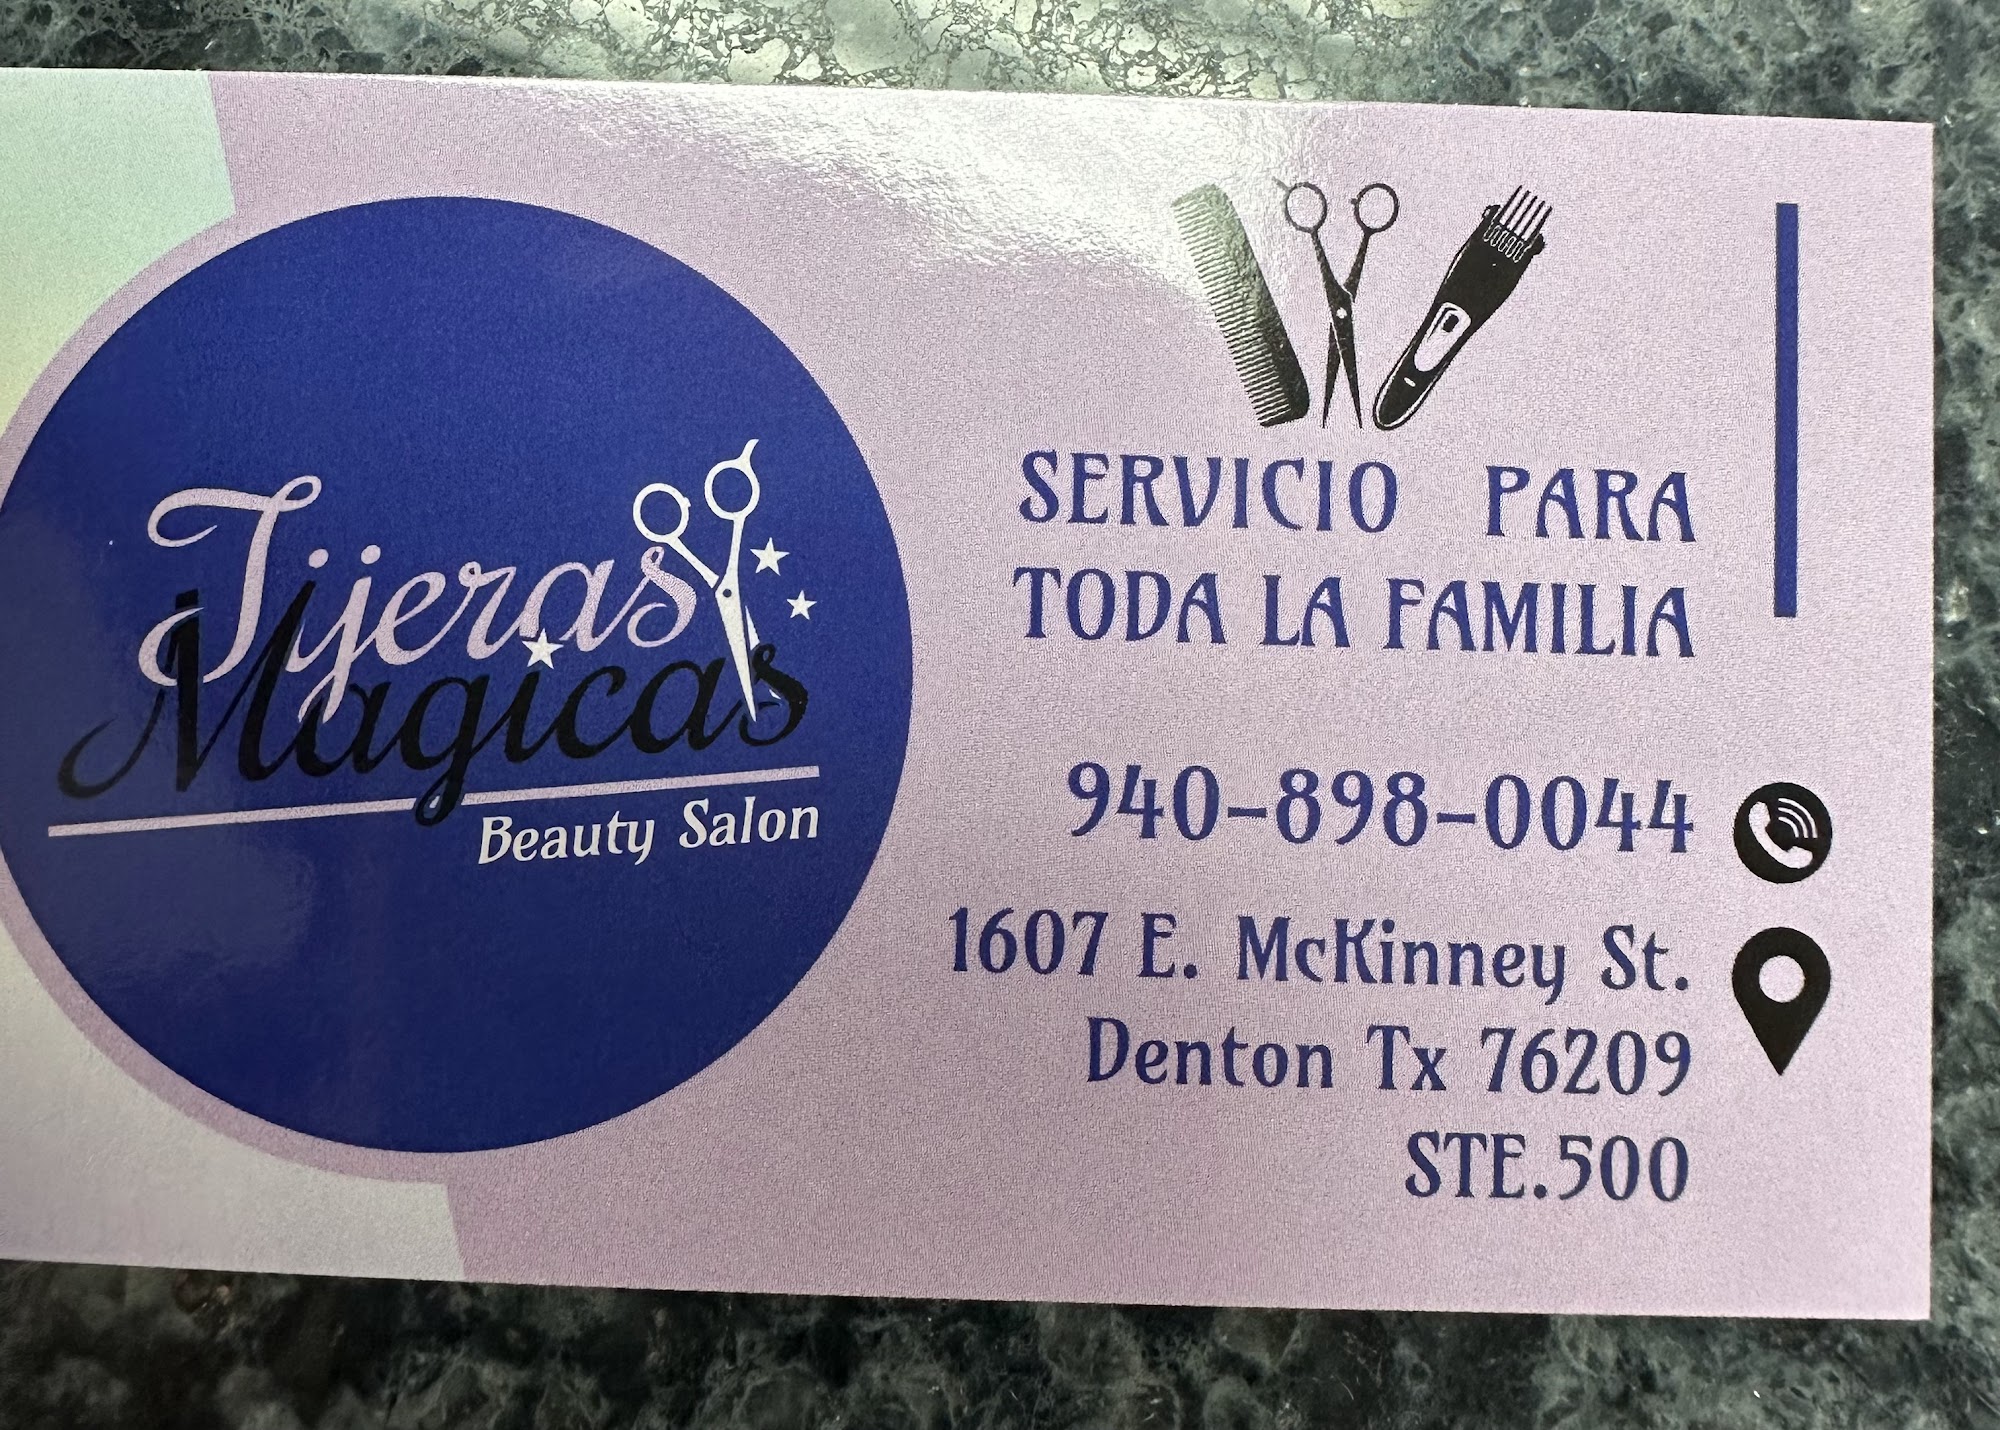 Tijeras
Magicas
Beauty Salon
SERVICIO PARA
TODA LA FAMILIA
940-898-0044
1607 E. McKinney St.
Denton Tx 76209
STE.500